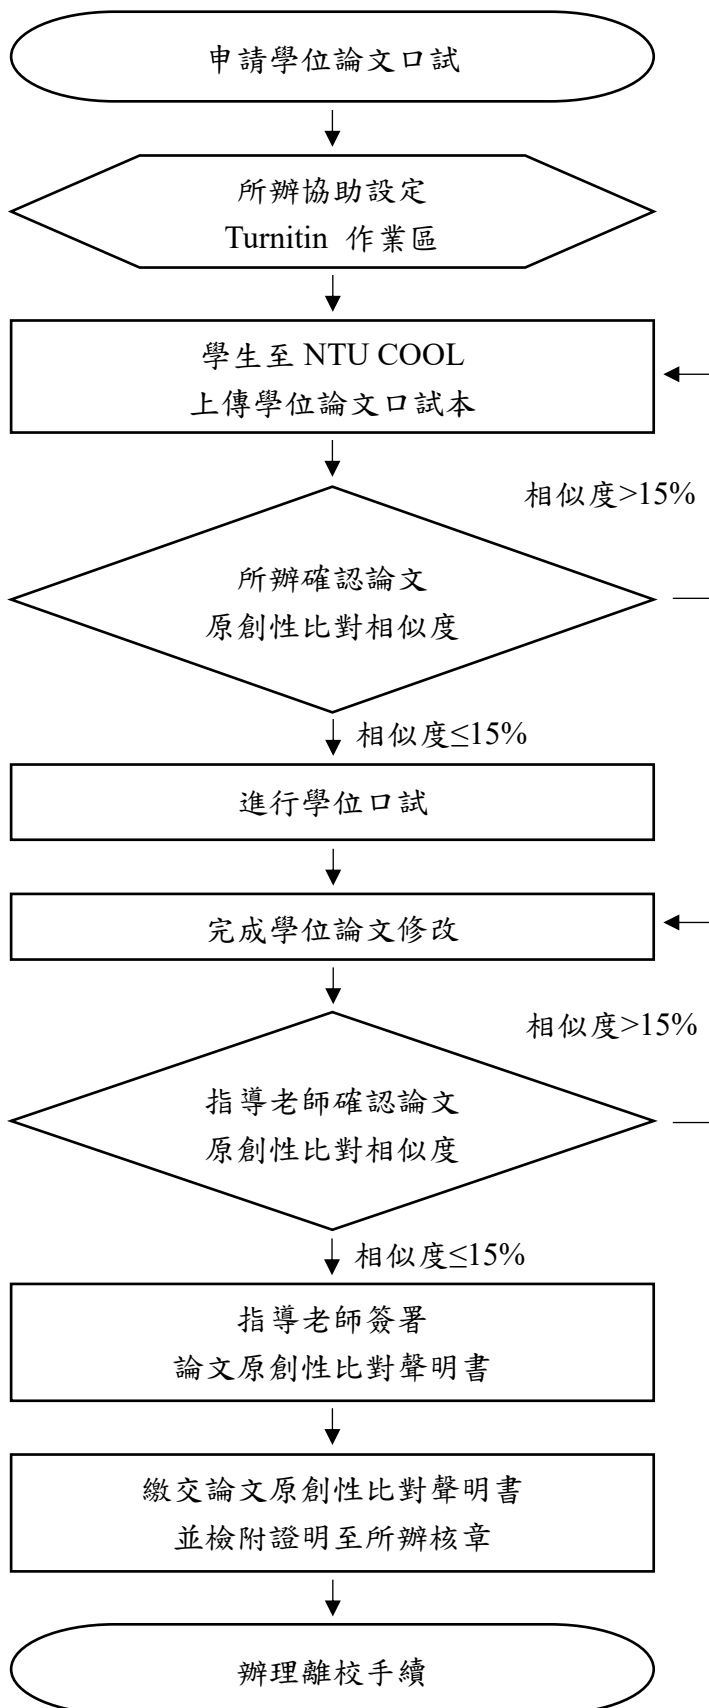 申請學位論文口試
所辦協助設定
Turnitin 作業區
學生至 NTU COOL
上傳學位論文口試本
相似度>15%
所辦確認論文
原創性比對相似度
相似度≤15%
進行學位口試
完成學位論文修改
相似度>15%
指導老師確認論文
原創性比對相似度
相似度≤15%
指導老師簽署
論文原創性比對聲明書
繳交論文原創性比對聲明書
並檢附證明至所辦核章
辦理離校手續